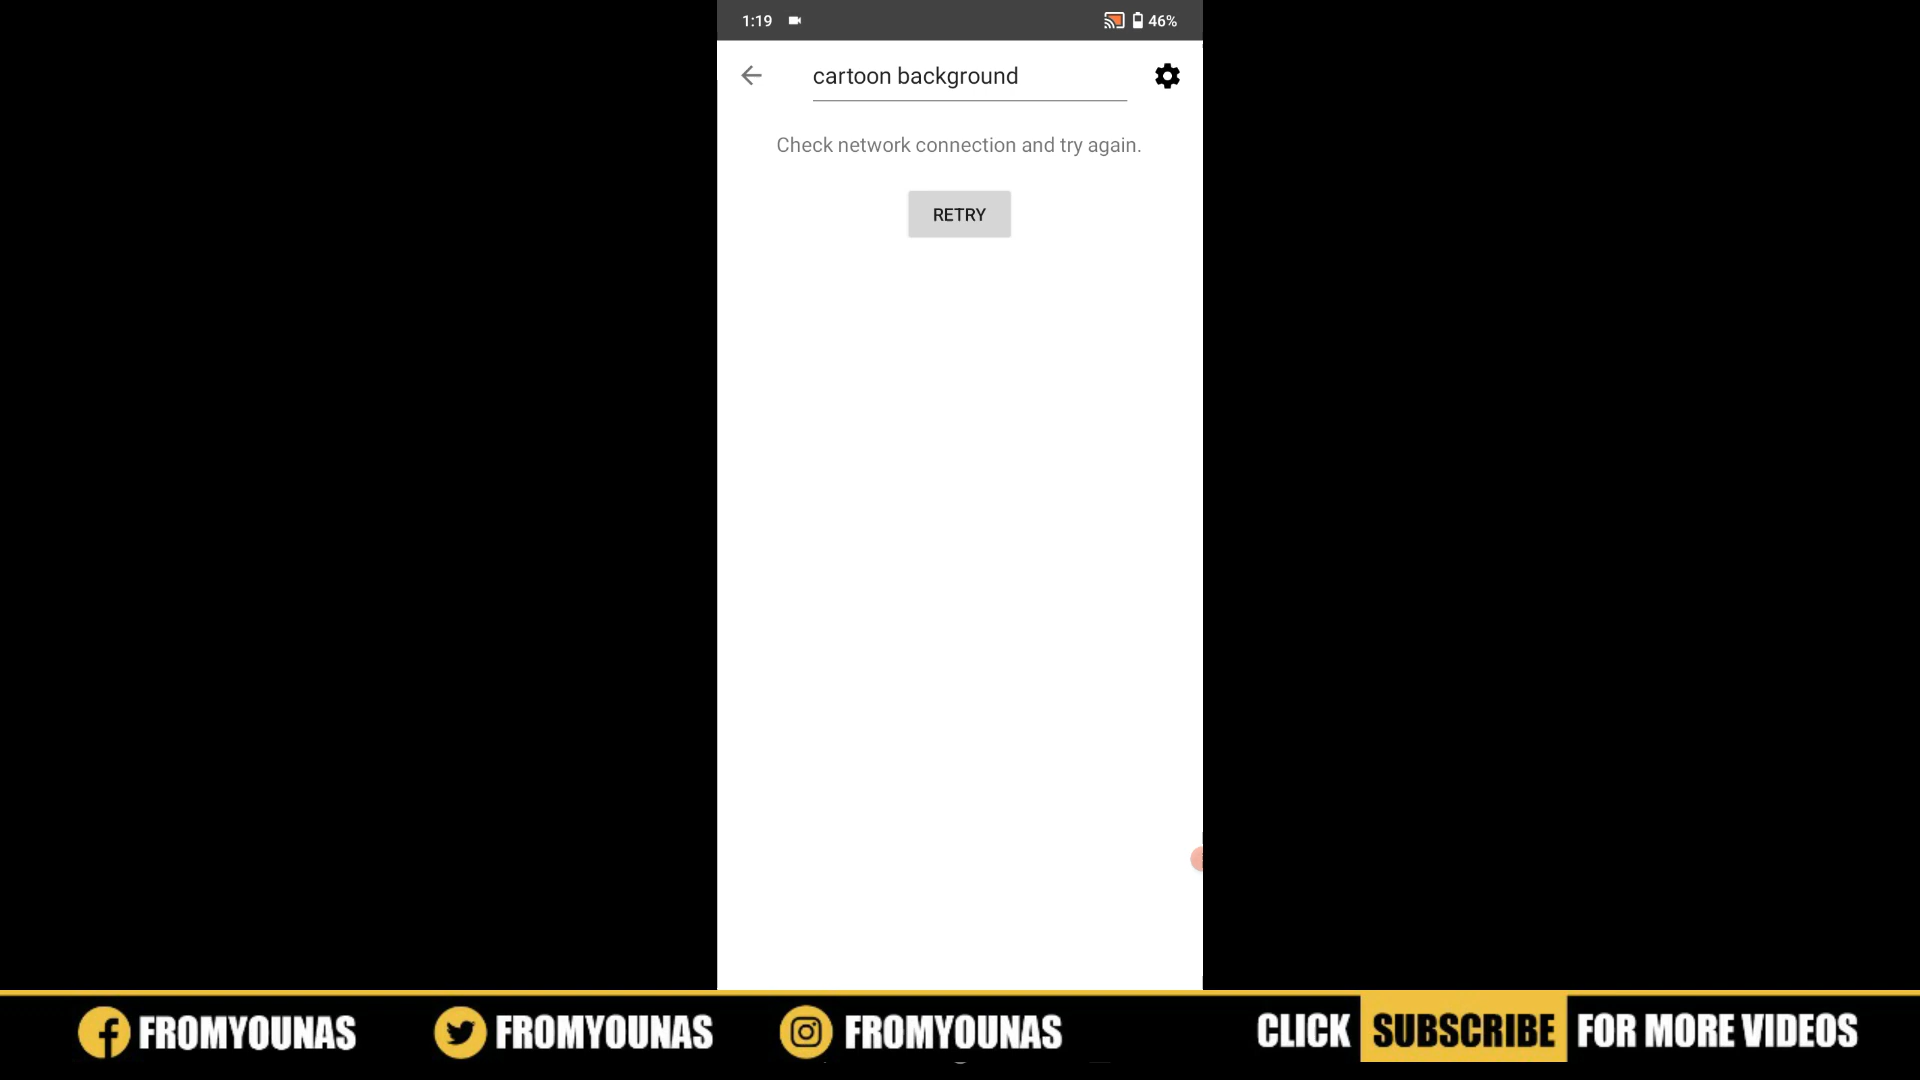 1:19 46%
cartoon background
Check network connection and try again.
RETRY
FROMYOUNAS FROMYOUNAS FROMYOUNAS CLICK SUBSCRIBE FOR MORE VIDEOS